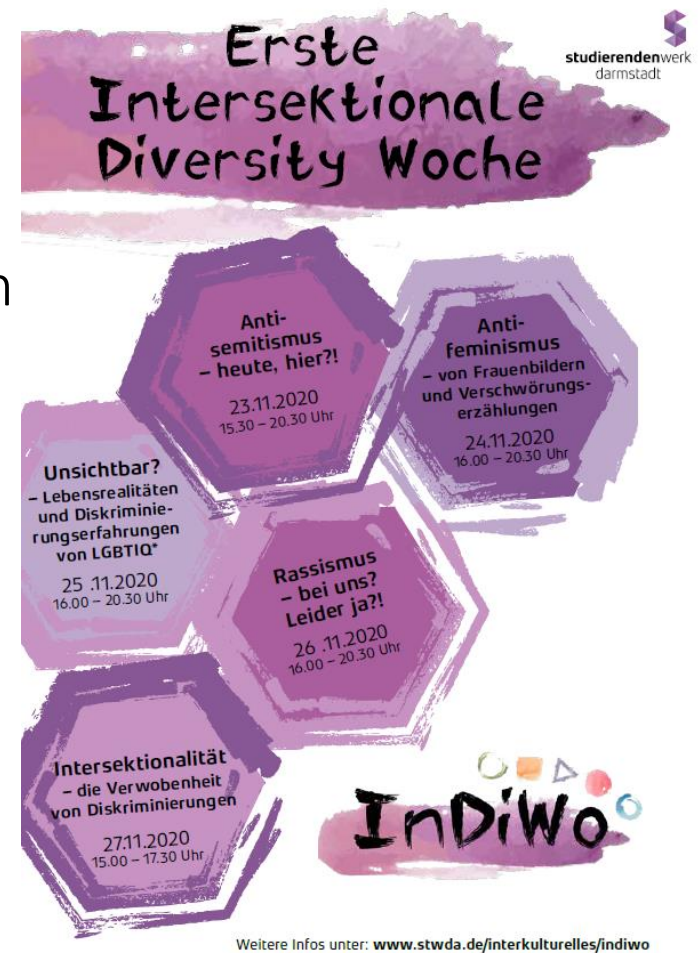 Erste
Intersektionale
Diversity Woche
studierendenwerk
darmstadt
n
Anti-
semitismus
– heute, hier?!
23.11.2020
15.30 – 20.30 Uhr
Anti-
feminismus
– von Frauenbildern
und Verschwörungs-
erzählungen
24.11.2020
16.00 – 20.30 Uhr
Unsichtbar?
– Lebensrealitäten
und Diskriminie-
rungserfahrungen
von LGBTIQ*
25 .11.2020
16.00 – 20.30 Uhr
Rassismus
– bei uns?
Leider ja?!
26 .11.2020
16.00 – 20.30 Uhr
Intersektionalität
– die Verwobenheit
von Diskriminierungen
27.11.2020
15.00 – 17.30 Uhr
InDiWo
Weitere Infos unter: www.stwda.de/interkulturelles/indiwo